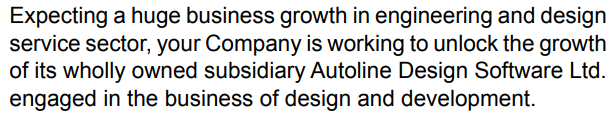 Expecting a huge business growth in engineering and design
service sector, your Company is working to unlock the growth
of its wholly owned subsidiary Autoline Design Software Ltd.
engaged in the business of design and development.